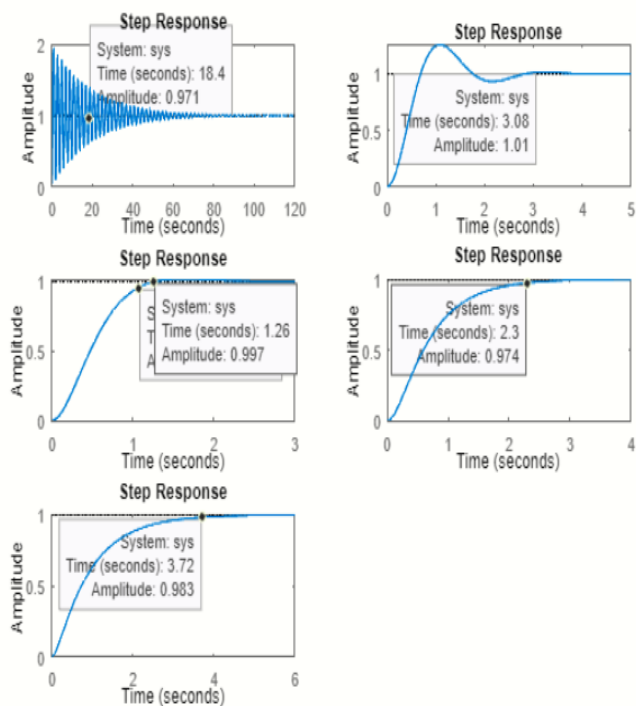 Step Response
Amplitude
2
1
0
System: sys
Time (seconds): 18.4
Amplitude: 0.971
0 20 40 60 80 100 120
Time (seconds)
Step Response
Amplitude
1
0.5
0
System: sys
Time (seconds): 3.08
Amplitude: 1.01
0 1 2 3 4 5
Time (seconds)
Step Response
Amplitude
1
0.5
0
System: sys
Time (seconds): 1.26
Amplitude: 0.997
S
T
A
0 1 2 3
Time (seconds)
Step Response
Amplitude
1
0.5
0
System: sys
Time (seconds): 2.3
Amplitude: 0.974
0 1 2 3 4
Time (seconds)
Step Response
Amplitude
1
0.5
0
System: sys
Time (seconds): 3.72
Amplitude: 0.983
0 2 4 6
Time (seconds)